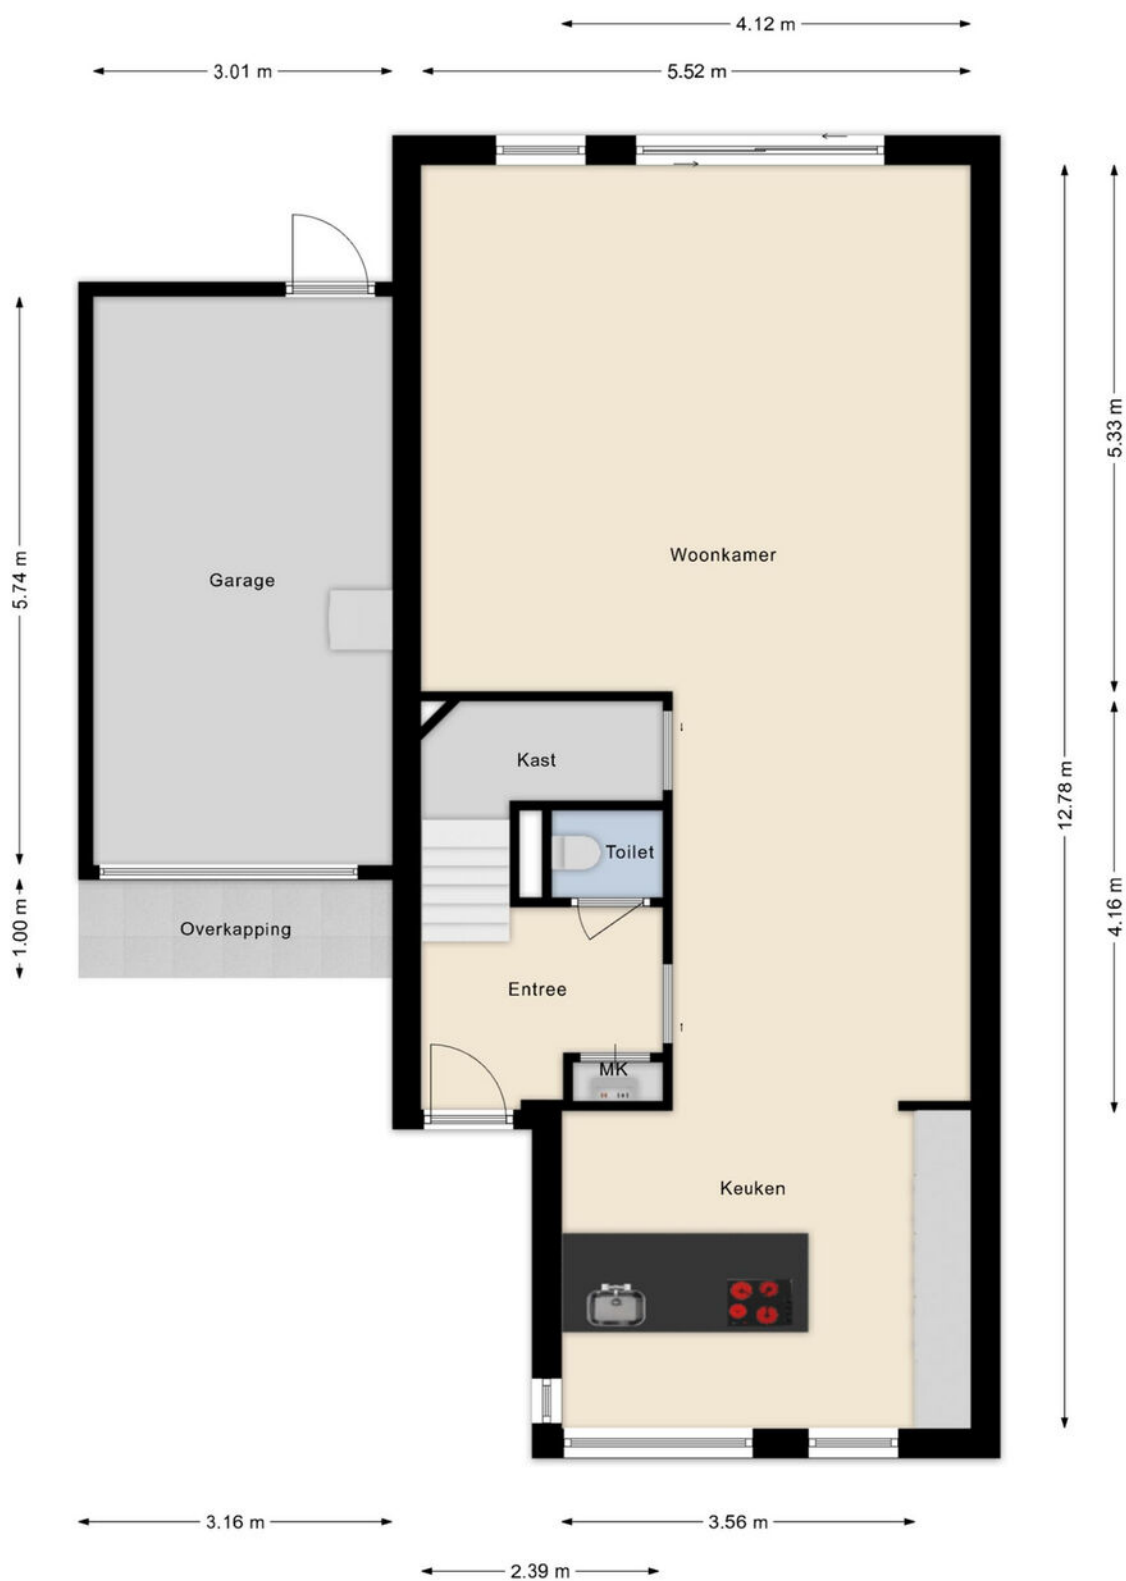 4.12 m
3.01 m
5.52 m
5.33 m
Woonkamer
5.74 m
Garage
Kast
12.78 m
Toilet
4.16 m
1.00 m
Overkapping
Entree
MK
Keuken
3.16 m
3.56 m
2.39 m